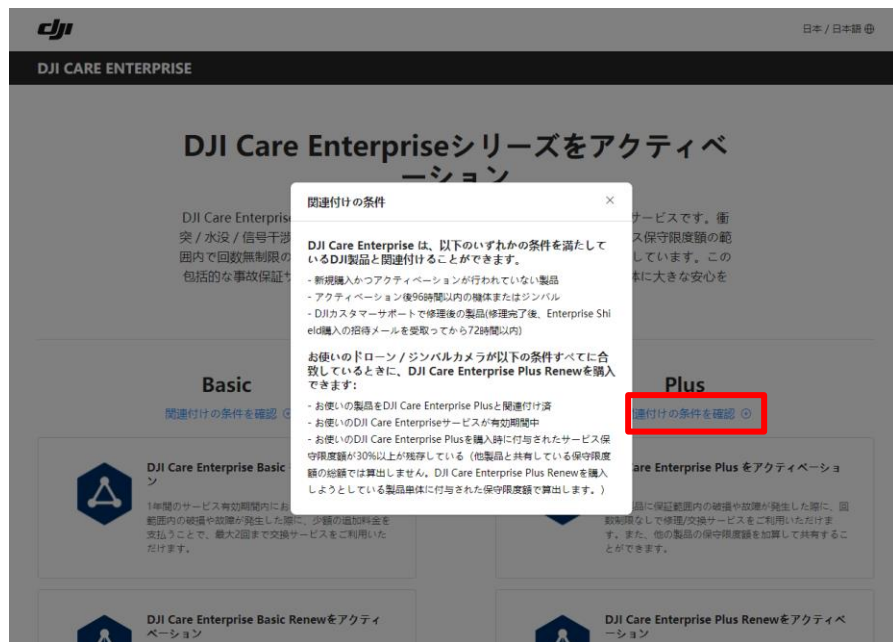 dji
日本 / 日本語
DJI CARE ENTERPRISE
DJI Care Enterpriseシリーズをアクティベ
ーション
DJI Care Enterpris
サービスです。衝
突 / 水没 / 信号干渉
ス保守限度額の範
囲内で回数無制限の
しています。この
包括的な事故保証サ
体に大きな安心を
関連付けの条件
×
DJI Care Enterprise は、以下のいずれかの条件を満たして
いるDJI製品と関連付けることができます。
- 新規購入かつアクティベーションが行われていない製品
- アクティベーション後96時間以内の機体またはジンバル
- DJIカスタマーサポートで修理後の製品(修理完了後、Enterprise Shi
eld購入の招待メールを受取ってから72時間以内)
お使いのドローン / ジンバルカメラが以下の条件すべてに合
致しているときに、DJI Care Enterprise Plus Renewを購入
できます:
- お使いの製品をDJI Care Enterprise Plusと関連付け済
- お使いのDJI Care Enterpriseサービスが有効期間中
- お使いのDJI Care Enterprise Plusを購入時に付与されたサービス保
守限度額が30%以上が残存している（他製品と共有している保守限度
額の総額では算出しません。DJI Care Enterprise Plus Renewを購入
しようとしている製品単体に付与された保守限度額で算出します。）
Basic
関連付けの条件を確認
DJI Care Enterprise Basic
ン
1年間のサービス有効期間内にお
範囲内の破損や故障が発生した際に、少額の追加料金を
支払うことで、最大2回まで交換サービスをご利用いた
だけます。
DJI Care Enterprise Basic Renewをアクティ
ベーション
Plus
連付けの条件を確認
are Enterprise Plus をアクティベーショ
品に保証範囲内の破損や故障が発生した際に、回
数制限なしで修理/交換サービスをご利用いただけま
す。また、他の製品の保守限度額を加算して共有するこ
とができます。
DJI Care Enterprise Plus Renewをアクティベ
ーション